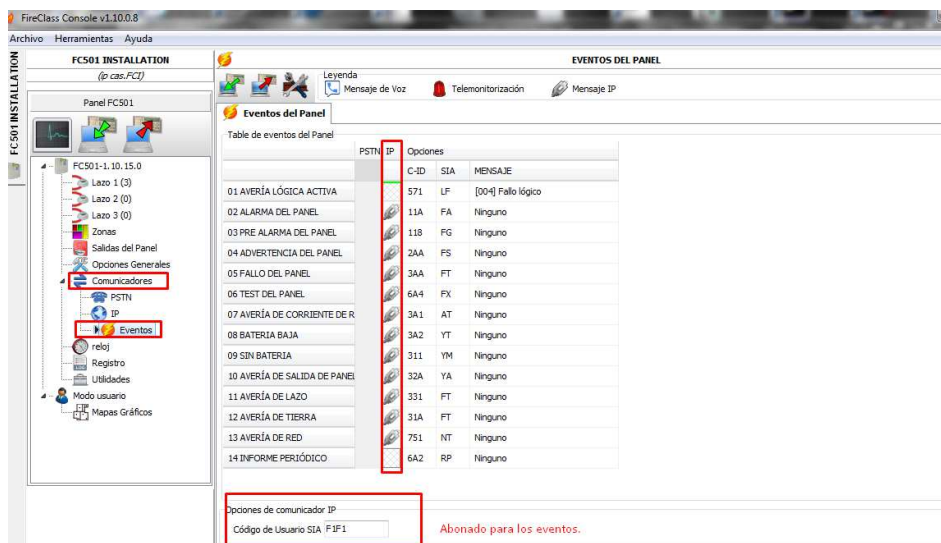 FireClass Console v1.10.0.8
Archivo Herramientas Ayuda
FC501 INSTALLATION
FC501 INSTALLATION
(ip cas.FCI)
Panel FC501
FC501-1.10.15.0
Lazo 1 (3)
Lazo 2 (0)
Lazo 3 (0)
Zonas
Salidas del Panel
Opciones Generales
Comunicadores
PSTN
IP
Eventos
reloj
Registro
Utilidades
Modo usuario
Mapas Gráficos
EVENTOS DEL PANEL
Leyenda
Mensaje de Voz Telemonitorización Mensaje IP
Eventos del Panel
Table de eventos del Panel
PSTN IP Opciones
C-ID SIA MENSAJE
01 AVERÍA LÓGICA ACTIVA 571 LF [004] Fallo lógico
02 ALARMA DEL PANEL 11A FA Ninguno
03 PRE ALARMA DEL PANEL 118 FG Ninguno
04 ADVERTENCIA DEL PANEL 2AA FS Ninguno
05 FALLO DEL PANEL 3AA FT Ninguno
06 TEST DEL PANEL 6A4 FX Ninguno
07 AVERÍA DE CORRIENTE DE R 3A1 AT Ninguno
08 BATERIA BAJA 3A2 YT Ninguno
09 SIN BATERIA 311 YM Ninguno
10 AVERÍA DE SALIDA DE PANEL 32A YA Ninguno
11 AVERÍA DE LAZO 331 FT Ninguno
12 AVERÍA DE TIERRA 31A FT Ninguno
13 AVERÍA DE RED 751 NT Ninguno
14 INFORME PERIÓDICO 6A2 RP Ninguno
Opciones de comunicador IP
Código de Usuario SIA F1F1 Abonado para los eventos.